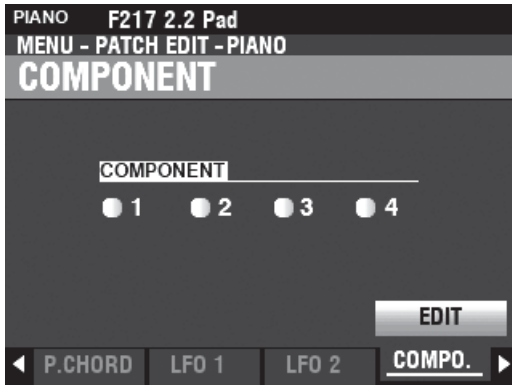 PIANO F217 2.2 Pad
MENU - PATCH EDIT - PIANO
COMPONENT
COMPONENT
1 2 3 4
EDIT
P.CHORD LFO 1 LFO 2 COMPO.